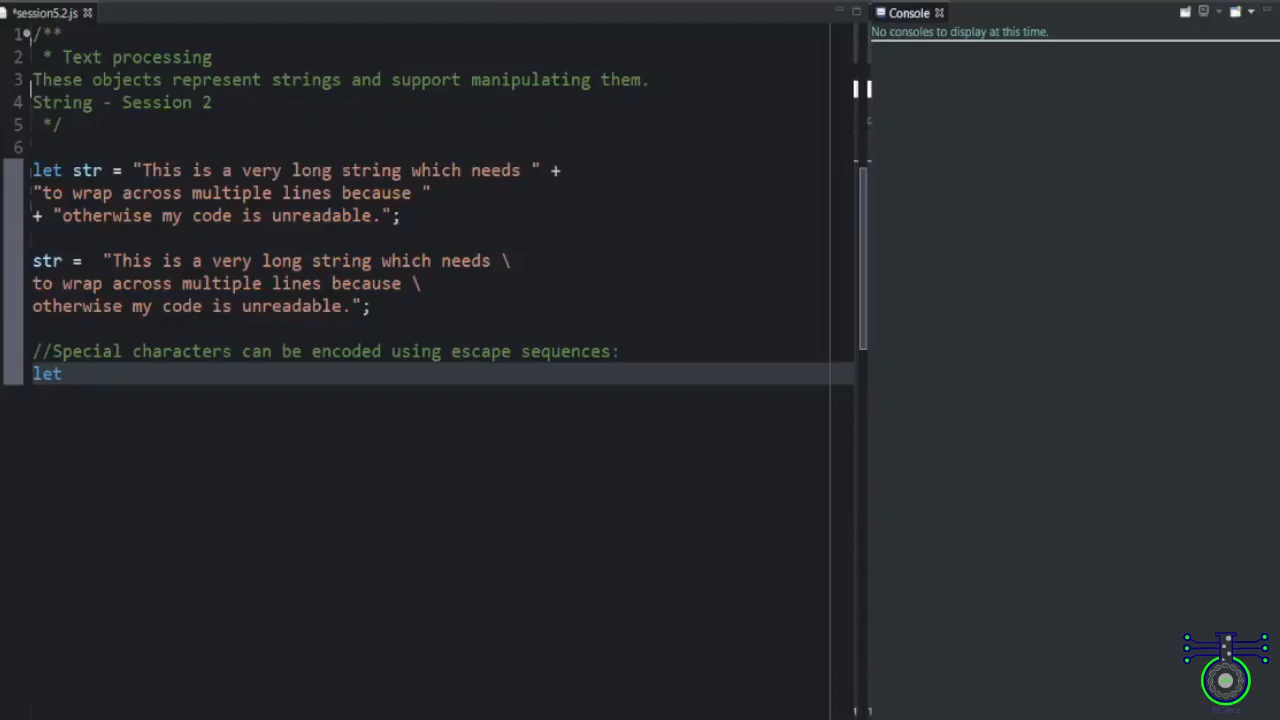 *session5.2.js
Console
No consoles to display at this time.
1 /**
2  * Text processing
3 These objects represent strings and support manipulating them.
4 String - Session 2
5  */
6
let str = "This is a very long string which needs " +
"to wrap across multiple lines because "
+ "otherwise my code is unreadable.";
str =  "This is a very long string which needs \
to wrap across multiple lines because \
otherwise my code is unreadable.";
//Special characters can be encoded using escape sequences:
let